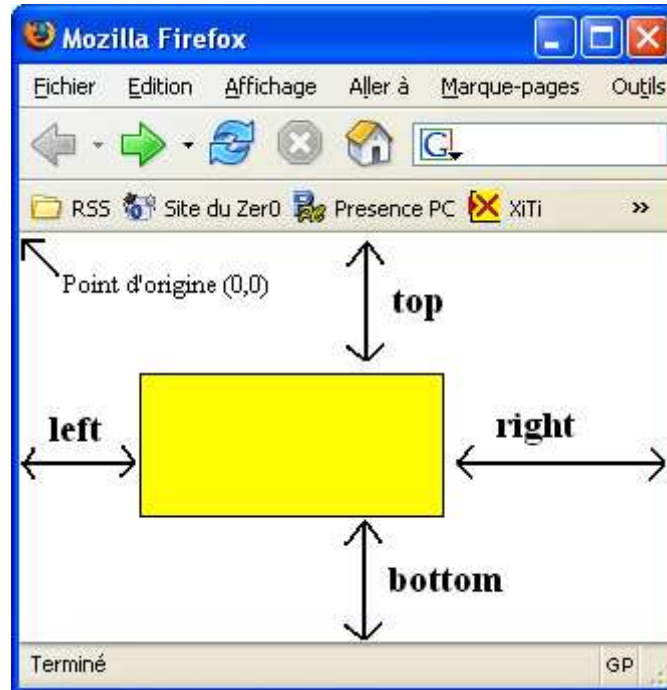 Mozilla Firefox
Fichier Edition Affichage Aller à Marque-pages Outils
G
RSS Site du Zer0 Presence PC XiTi »
Point d'origine (0,0)
top
left
right
bottom
Terminé GP